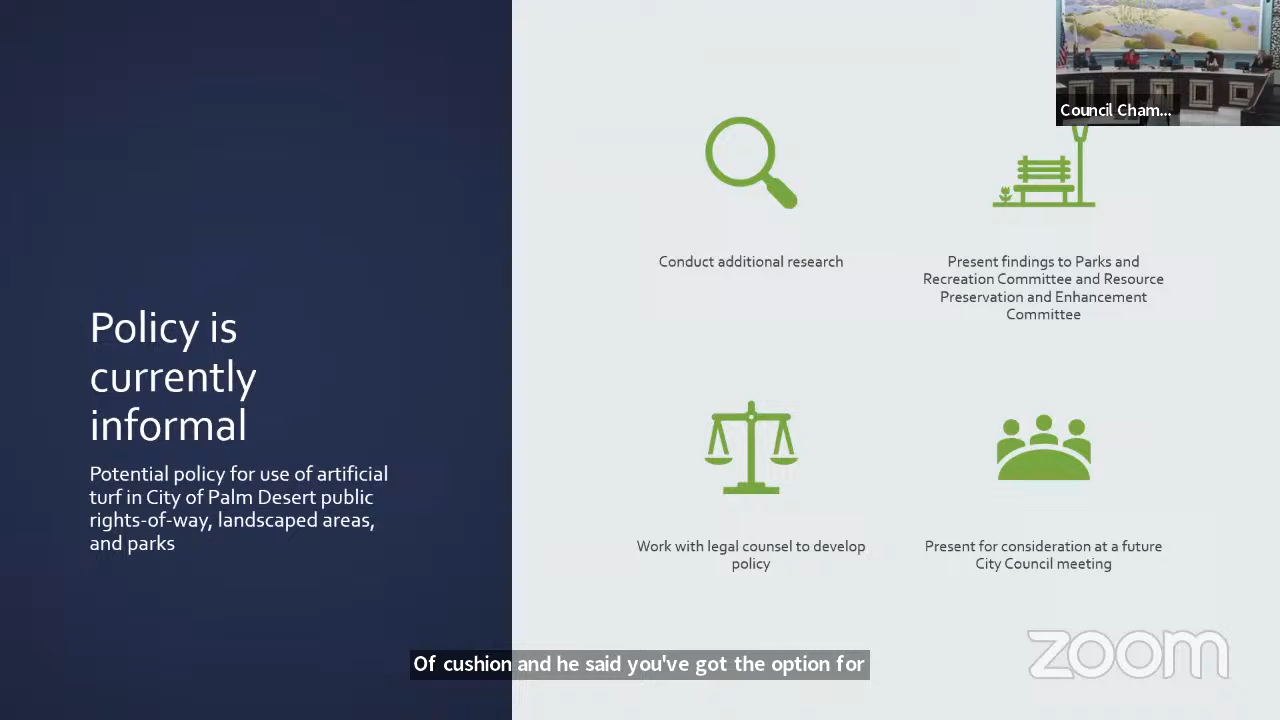 Council Cham...
Policy is
currently
informal
Potential policy for use of artificial
turf in City of Palm Desert public
rights-of-way, landscaped areas,
and parks
Conduct additional research
Present findings to Parks and
Recreation Committee and Resource
Preservation and Enhancement
Committee
Work with legal counsel to develop
policy
Present for consideration at a future
City Council meeting
Of cushion and he said you've got the option for
zoom